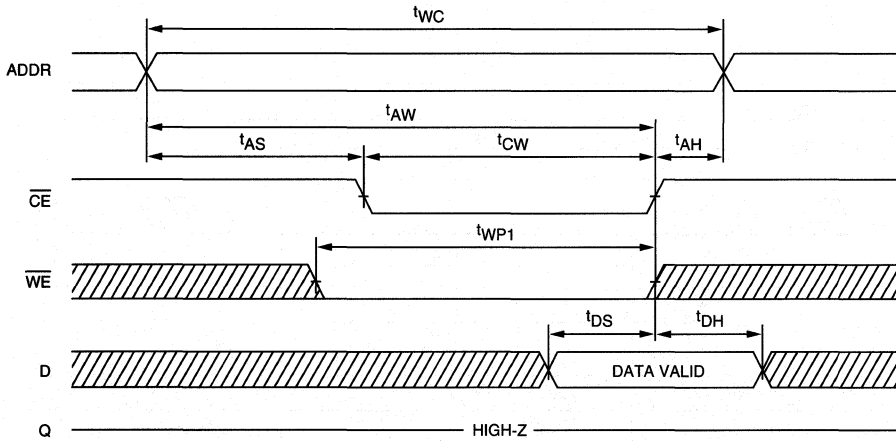 tWC
ADDR
tAW
tAS tCW tAH
CE
tWP1
WE
tDS tDH
D DATA VALID
Q HIGH-Z